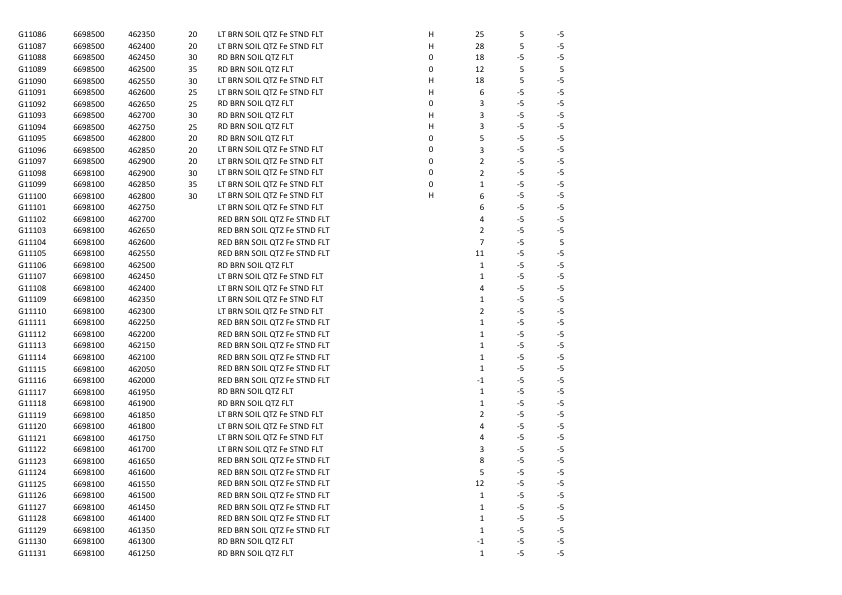 G11086 6698500 462350 20 LT BRN SOIL QTZ Fe STND FLT H 25 5 -5
G11087 6698500 462400 20 LT BRN SOIL QTZ Fe STND FLT H 28 5 -5
G11088 6698500 462450 30 RD BRN SOIL QTZ FLT 0 18 -5 -5
G11089 6698500 462500 35 RD BRN SOIL QTZ FLT 0 12 5 5
G11090 6698500 462550 30 LT BRN SOIL QTZ Fe STND FLT H 18 5 -5
G11091 6698500 462600 25 LT BRN SOIL QTZ Fe STND FLT H 6 -5 -5
G11092 6698500 462650 25 RD BRN SOIL QTZ FLT 0 3 -5 -5
G11093 6698500 462700 30 RD BRN SOIL QTZ FLT H 3 -5 -5
G11094 6698500 462750 25 RD BRN SOIL QTZ FLT H 3 -5 -5
G11095 6698500 462800 20 RD BRN SOIL QTZ FLT 0 5 -5 -5
G11096 6698500 462850 20 LT BRN SOIL QTZ Fe STND FLT 0 3 -5 -5
G11097 6698500 462900 20 LT BRN SOIL QTZ Fe STND FLT 0 2 -5 -5
G11098 6698100 462900 30 LT BRN SOIL QTZ Fe STND FLT 0 2 -5 -5
G11099 6698100 462850 35 LT BRN SOIL QTZ Fe STND FLT 0 1 -5 -5
G11100 6698100 462800 30 LT BRN SOIL QTZ Fe STND FLT H 6 -5 -5
G11101 6698100 462750 LT BRN SOIL QTZ Fe STND FLT 6 -5 -5
G11102 6698100 462700 RED BRN SOIL QTZ Fe STND FLT 4 -5 -5
G11103 6698100 462650 RED BRN SOIL QTZ Fe STND FLT 2 -5 -5
G11104 6698100 462600 RED BRN SOIL QTZ Fe STND FLT 7 -5 5
G11105 6698100 462550 RED BRN SOIL QTZ Fe STND FLT 11 -5 -5
G11106 6698100 462500 RD BRN SOIL QTZ FLT 1 -5 -5
G11107 6698100 462450 LT BRN SOIL QTZ Fe STND FLT 1 -5 -5
G11108 6698100 462400 LT BRN SOIL QTZ Fe STND FLT 4 -5 -5
G11109 6698100 462350 LT BRN SOIL QTZ Fe STND FLT 1 -5 -5
G11110 6698100 462300 LT BRN SOIL QTZ Fe STND FLT 2 -5 -5
G11111 6698100 462250 RED BRN SOIL QTZ Fe STND FLT 1 -5 -5
G11112 6698100 462200 RED BRN SOIL QTZ Fe STND FLT 1 -5 -5
G11113 6698100 462150 RED BRN SOIL QTZ Fe STND FLT 1 -5 -5
G11114 6698100 462100 RED BRN SOIL QTZ Fe STND FLT 1 -5 -5
G11115 6698100 462050 RED BRN SOIL QTZ Fe STND FLT 1 -5 -5
G11116 6698100 462000 RED BRN SOIL QTZ Fe STND FLT -1 -5 -5
G11117 6698100 461950 RD BRN SOIL QTZ FLT 1 -5 -5
G11118 6698100 461900 RD BRN SOIL QTZ FLT 1 -5 -5
G11119 6698100 461850 LT BRN SOIL QTZ Fe STND FLT 2 -5 -5
G11120 6698100 461800 LT BRN SOIL QTZ Fe STND FLT 4 -5 -5
G11121 6698100 461750 LT BRN SOIL QTZ Fe STND FLT 4 -5 -5
G11122 6698100 461700 LT BRN SOIL QTZ Fe STND FLT 3 -5 -5
G11123 6698100 461650 RED BRN SOIL QTZ Fe STND FLT 8 -5 -5
G11124 6698100 461600 RED BRN SOIL QTZ Fe STND FLT 5 -5 -5
G11125 6698100 461550 RED BRN SOIL QTZ Fe STND FLT 12 -5 -5
G11126 6698100 461500 RED BRN SOIL QTZ Fe STND FLT 1 -5 -5
G11127 6698100 461450 RED BRN SOIL QTZ Fe STND FLT 1 -5 -5
G11128 6698100 461400 RED BRN SOIL QTZ Fe STND FLT 1 -5 -5
G11129 6698100 461350 RED BRN SOIL QTZ Fe STND FLT 1 -5 -5
G11130 6698100 461300 RD BRN SOIL QTZ FLT -1 -5 -5
G11131 6698100 461250 RD BRN SOIL QTZ FLT 1 -5 -5